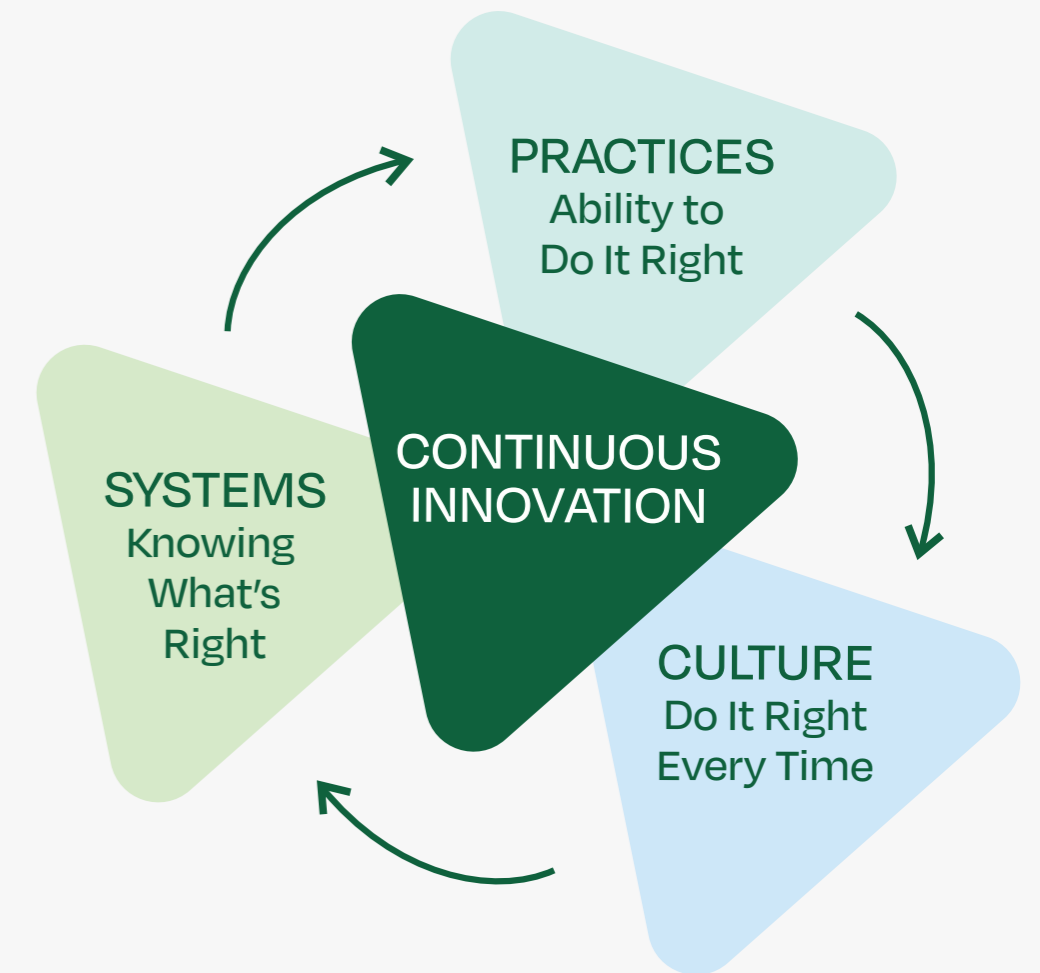 PRACTICES
Ability to
Do It Right
CONTINUOUS
INNOVATION
SYSTEMS
Knowing
What’s
Right
CULTURE
Do It Right
Every Time